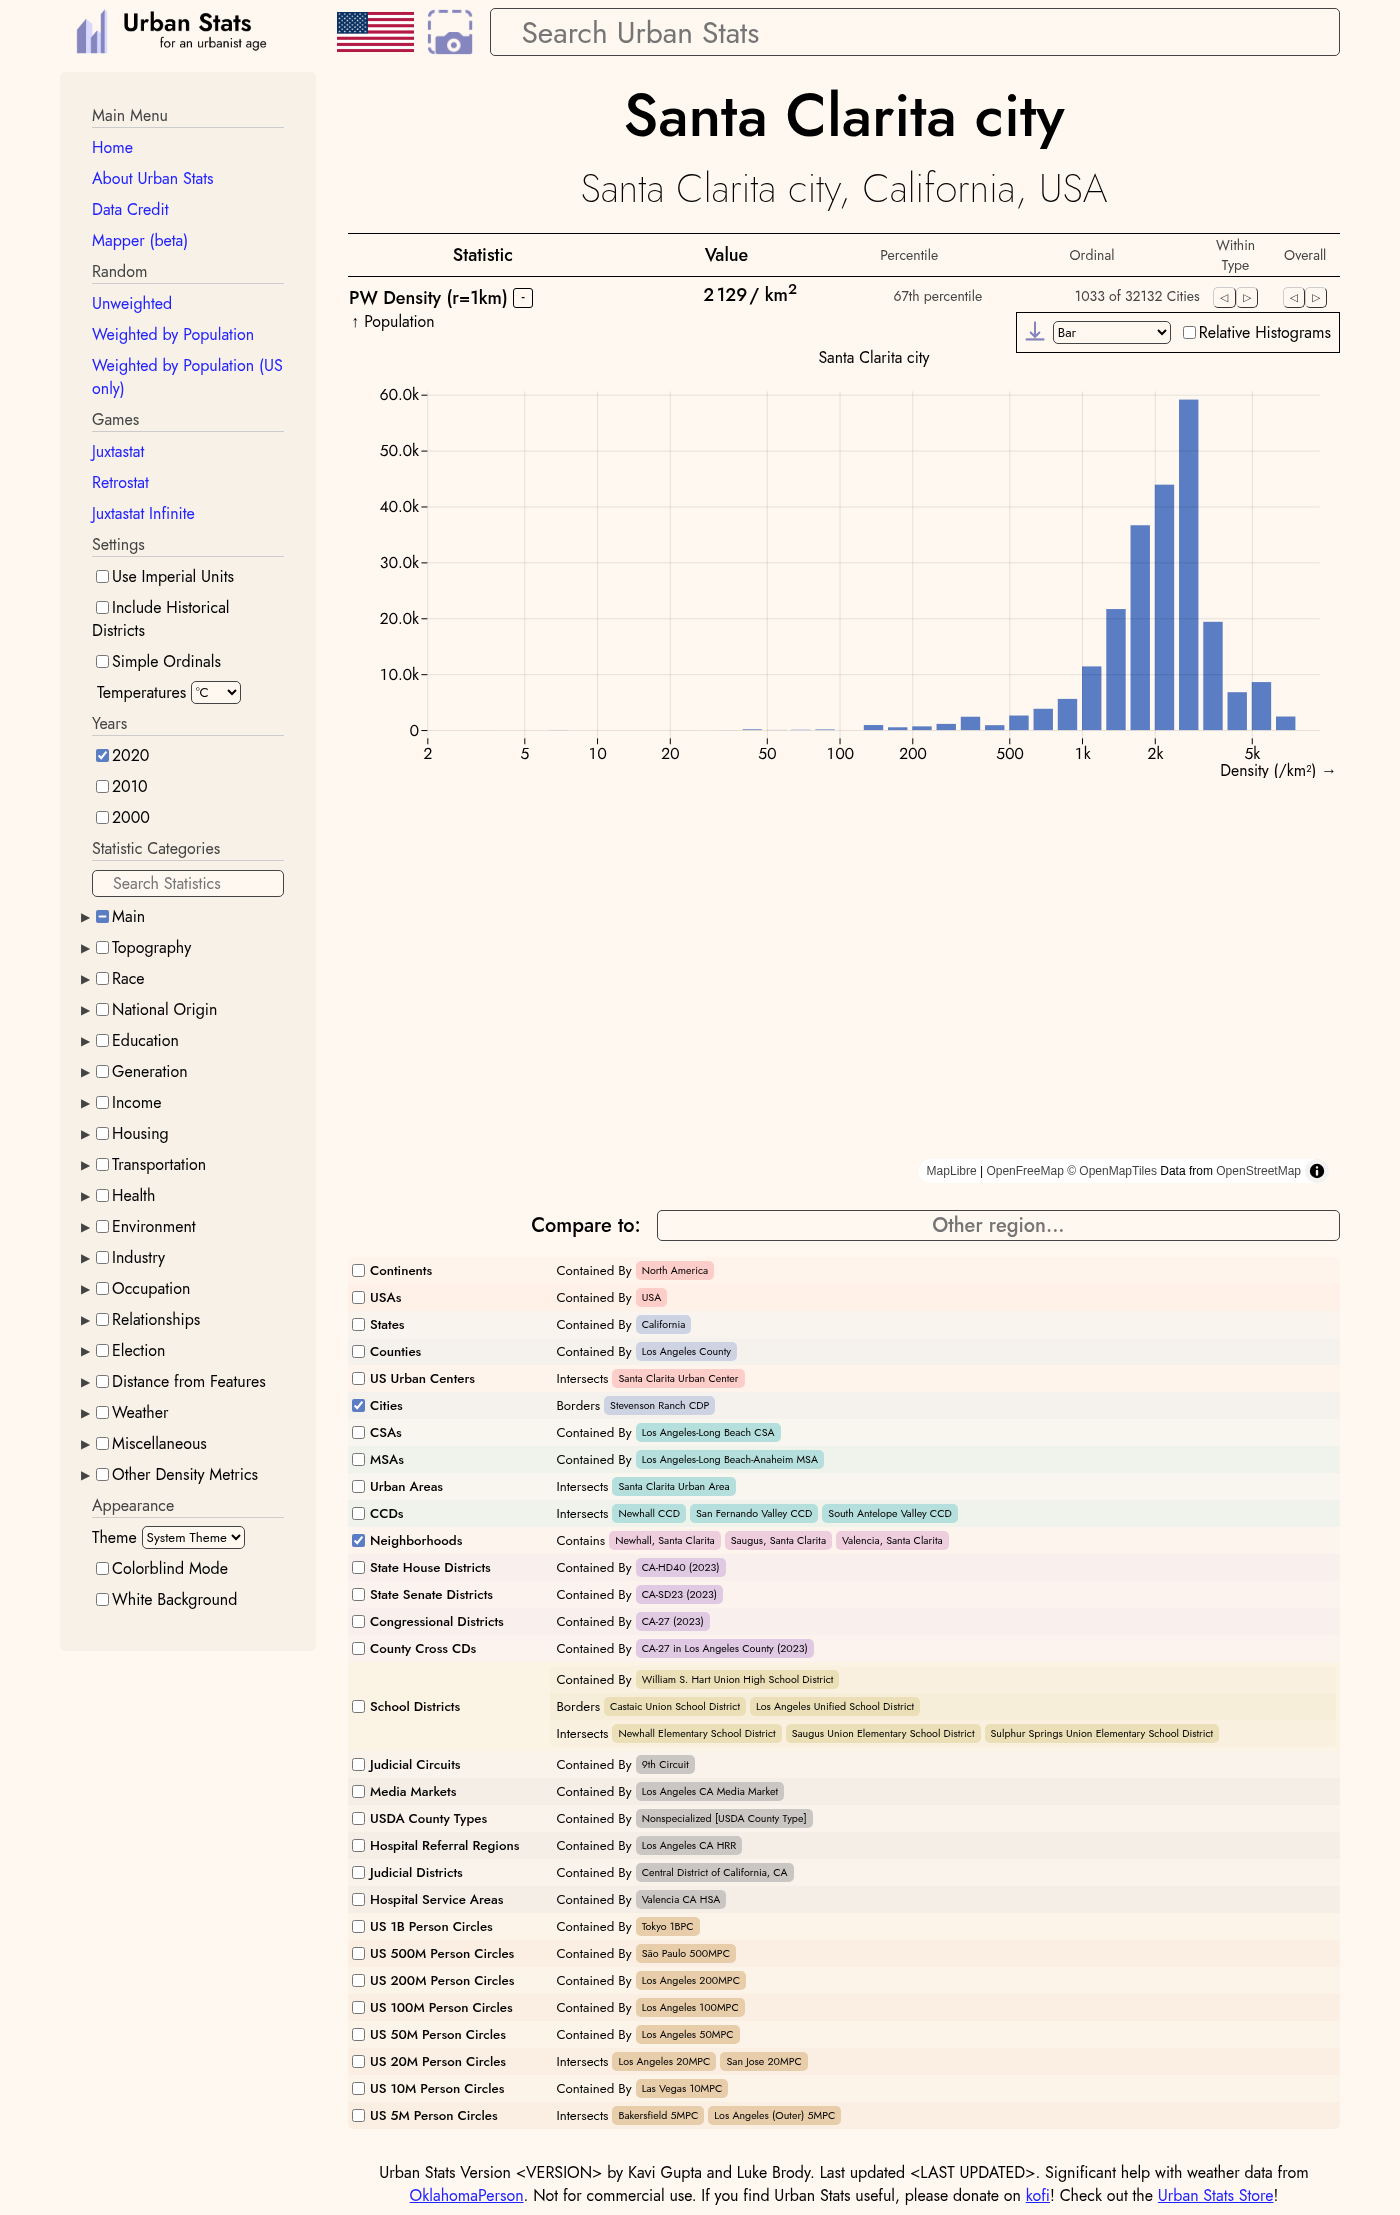 Urban Stats
for an urbanist age
Search Urban Stats
Main Menu
Home
About Urban Stats
Data Credit
Mapper (beta)
Random
Unweighted
Weighted by Population
Weighted by Population (US
only)
Games
Juxtastat
Retrostat
Juxtastat Infinite
Settings
Use Imperial Units
Include Historical
Districts
Simple Ordinals
Temperatures °C
Years
2020
2010
2000
Statistic Categories
Search Statistics
Main
Topography
Race
National Origin
Education
Generation
Income
Housing
Transportation
Health
Environment
Industry
Occupation
Relationships
Election
Distance from Features
Weather
Miscellaneous
Other Density Metrics
Appearance
Theme System Theme
Colorblind Mode
White Background
Santa Clarita city
Santa Clarita city, California, USA
Statistic Value Percentile Ordinal Within Type Overall
PW Density (r=1km) - 2 129 / km² 67th percentile 1033 of 32132 Cities
↑ Population
Bar Relative Histograms
Santa Clarita city
60.0k
50.0k
40.0k
30.0k
20.0k
10.0k
0
2 5 10 20 50 100 200 500 1k 2k 5k
Density (/km²) →
MapLibre | OpenFreeMap © OpenMapTiles Data from OpenStreetMap
Compare to: Other region...
Continents Contained By North America
USAs Contained By USA
States Contained By California
Counties Contained By Los Angeles County
US Urban Centers Intersects Santa Clarita Urban Center
Cities Borders Stevenson Ranch CDP
CSAs Contained By Los Angeles-Long Beach CSA
MSAs Contained By Los Angeles-Long Beach-Anaheim MSA
Urban Areas Intersects Santa Clarita Urban Area
CCDs Intersects Newhall CCD San Fernando Valley CCD South Antelope Valley CCD
Neighborhoods Contains Newhall, Santa Clarita Saugus, Santa Clarita Valencia, Santa Clarita
State House Districts Contained By CA-HD40 (2023)
State Senate Districts Contained By CA-SD23 (2023)
Congressional Districts Contained By CA-27 (2023)
County Cross CDs Contained By CA-27 in Los Angeles County (2023)
Contained By William S. Hart Union High School District
School Districts Borders Castaic Union School District Los Angeles Unified School District
Intersects Newhall Elementary School District Saugus Union Elementary School District Sulphur Springs Union Elementary School District
Judicial Circuits Contained By 9th Circuit
Media Markets Contained By Los Angeles CA Media Market
USDA County Types Contained By Nonspecialized [USDA County Type]
Hospital Referral Regions Contained By Los Angeles CA HRR
Judicial Districts Contained By Central District of California, CA
Hospital Service Areas Contained By Valencia CA HSA
US 1B Person Circles Contained By Tokyo 1BPC
US 500M Person Circles Contained By São Paulo 500MPC
US 200M Person Circles Contained By Los Angeles 200MPC
US 100M Person Circles Contained By Los Angeles 100MPC
US 50M Person Circles Contained By Los Angeles 50MPC
US 20M Person Circles Intersects Los Angeles 20MPC San Jose 20MPC
US 10M Person Circles Contained By Las Vegas 10MPC
US 5M Person Circles Intersects Bakersfield 5MPC Los Angeles (Outer) 5MPC
Urban Stats Version <VERSION> by Kavi Gupta and Luke Brody. Last updated <LAST UPDATED>. Significant help with weather data from
OklahomaPerson. Not for commercial use. If you find Urban Stats useful, please donate on kofi! Check out the Urban Stats Store!